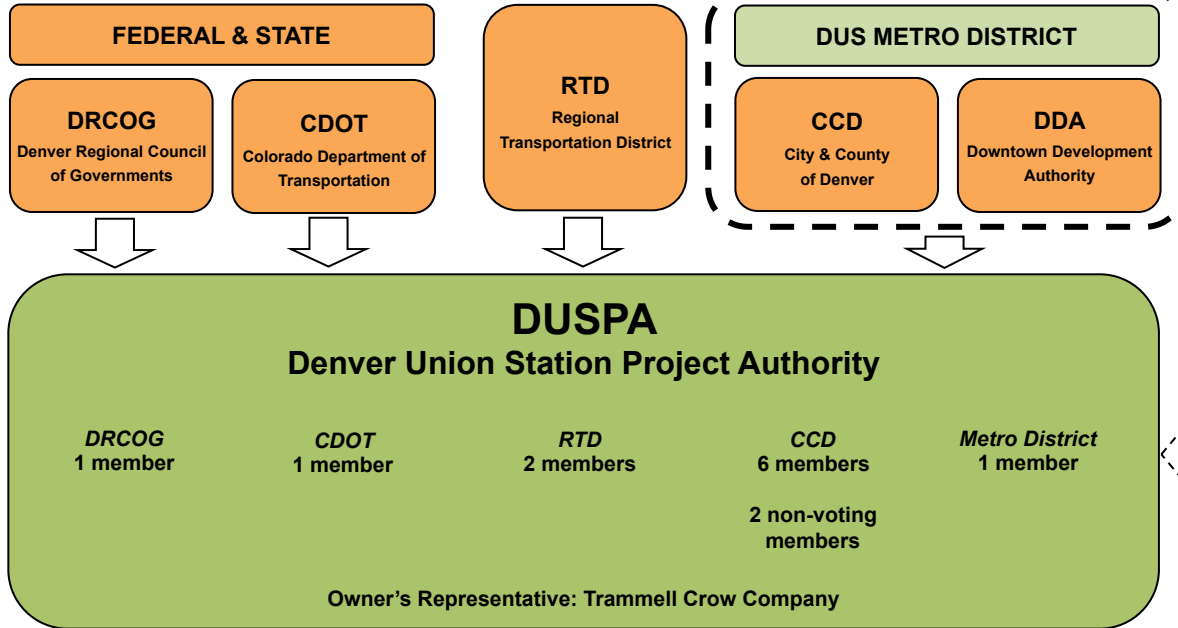 FEDERAL & STATE
DRCOG
Denver Regional Council
of Governments
CDOT
Colorado Department of
Transportation
RTD
Regional
Transportation District
DUS METRO DISTRICT
CCD
City & County
of Denver
DDA
Downtown Development
Authority
DUSPA
Denver Union Station Project Authority
DRCOG
1 member
CDOT
1 member
RTD
2 members
CCD
6 members
2 non-voting
members
Metro District
1 member
Owner’s Representative: Trammell Crow Company